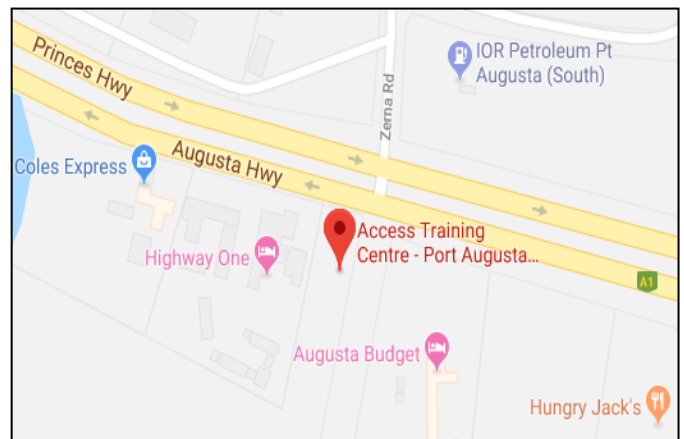 Princes Hwy
IOR Petroleum Pt
Augusta (South)
Zerna Rd
Augusta Hwy
Coles Express
Access Training
Centre - Port Augusta...
Highway One
A1
Augusta Budget
Hungry Jack's